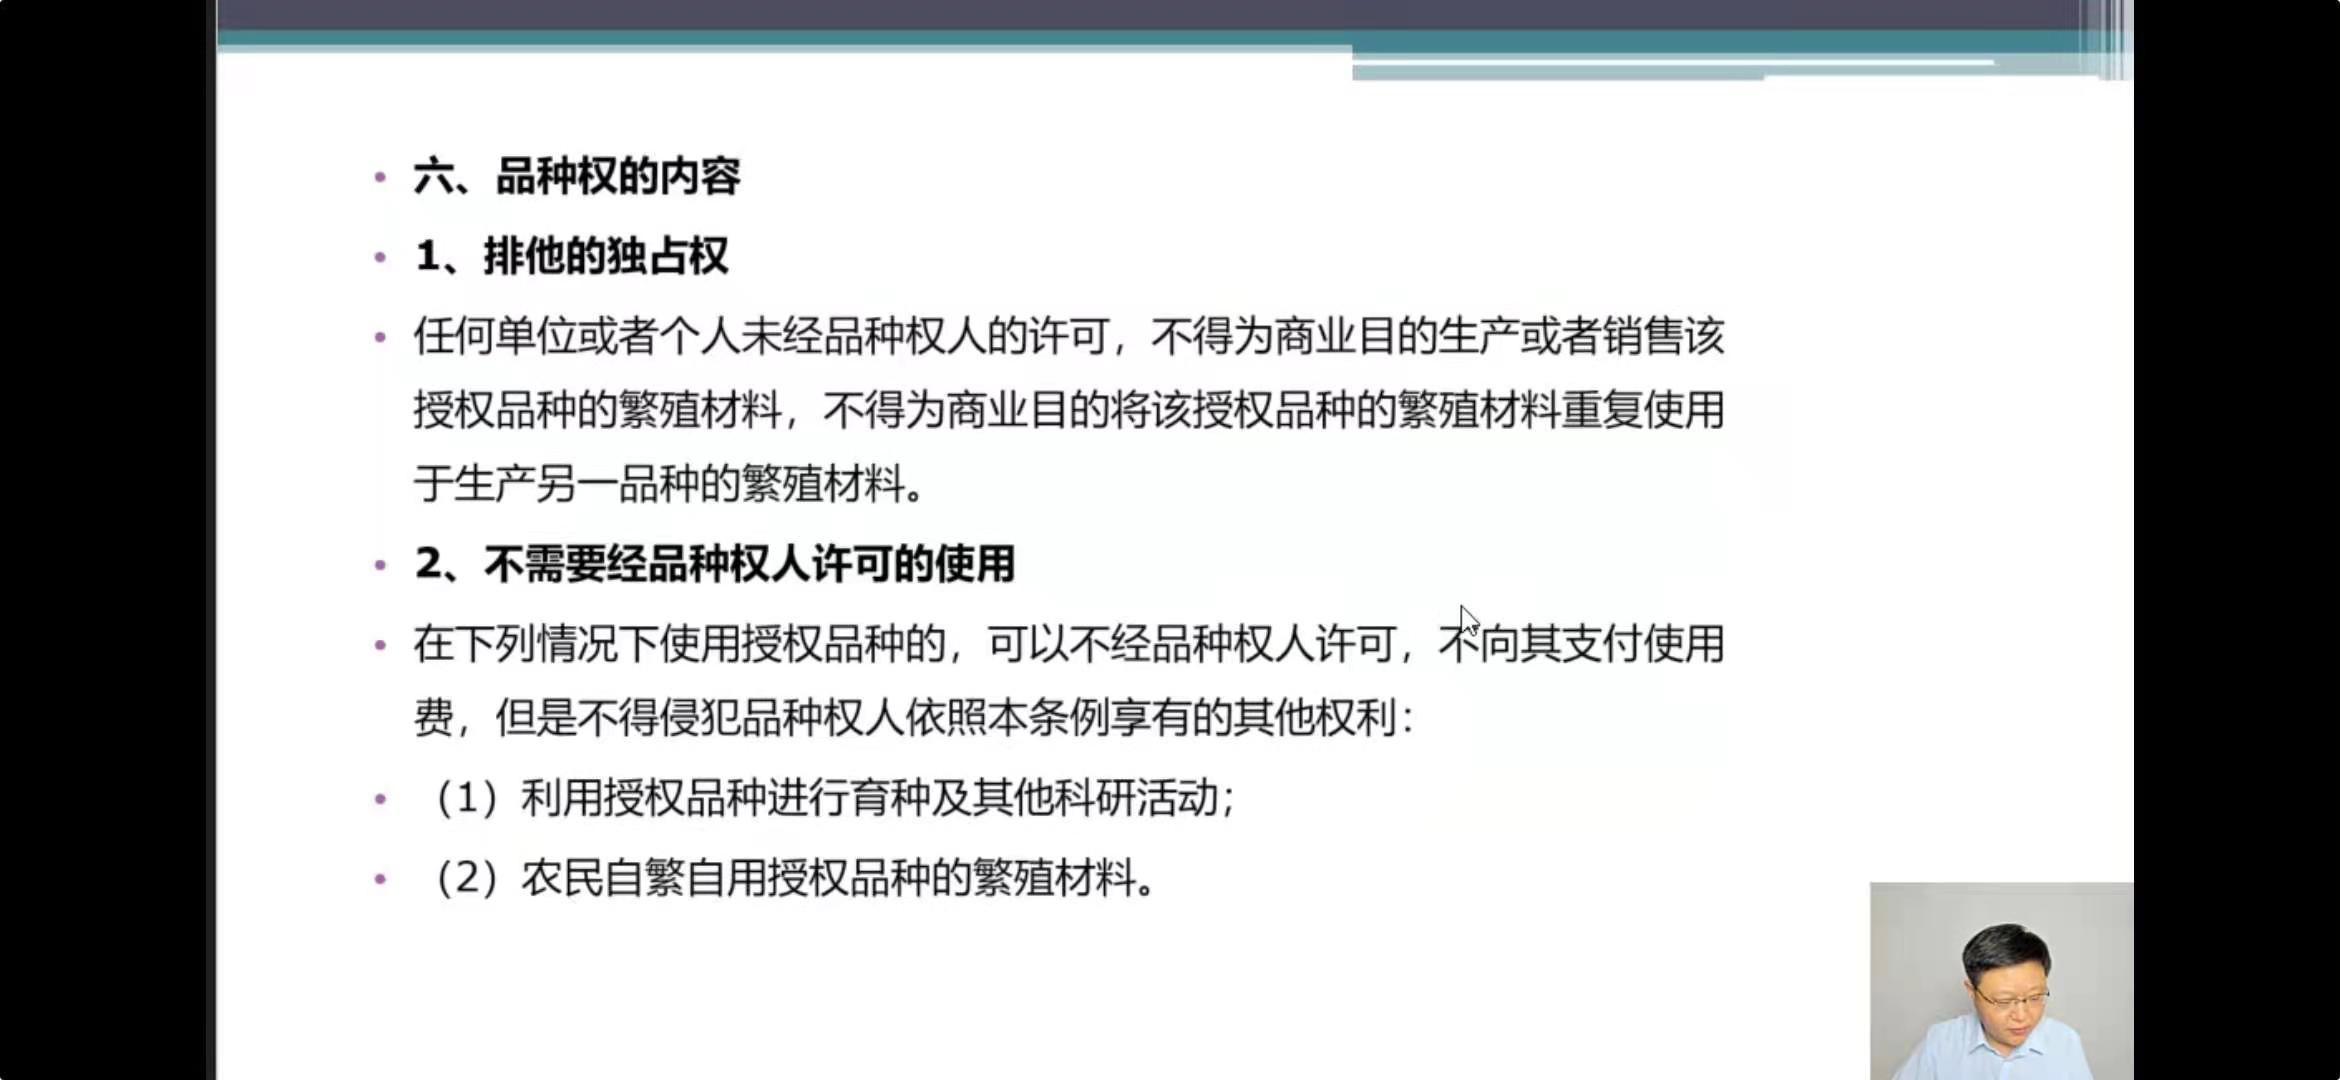 六、品种权的内容
1、排他的独占权
任何单位或者个人未经品种权人的许可，不得为商业目的生产或者销售该
授权品种的繁殖材料，不得为商业目的将该授权品种的繁殖材料重复使用
于生产另一品种的繁殖材料。
2、不需要经品种权人许可的使用
在下列情况下使用授权品种的，可以不经品种权人许可，不向其支付使用
费，但是不得侵犯品种权人依照本条例享有的其他权利：
（1）利用授权品种进行育种及其他科研活动；
（2）农民自繁自用授权品种的繁殖材料。